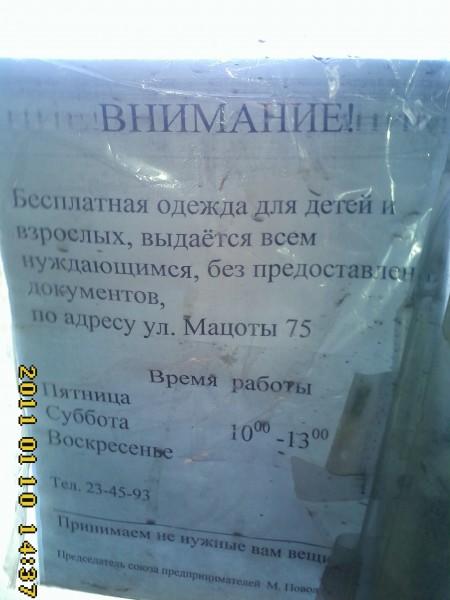 ВНИМАНИЕ!
Бесплатная одежда для детей и
взрослых, выдаётся всем
нуждающимся, без
документов,
по адресу ул. Мацоты 75
Время работы
Пятница
Суббота 10⁰⁰ -13⁰⁰
Воскресенье
Тел. 23-45-93
Принимаем не нужные вам вещи
Председатель союза предпринимателей М.
2011 01 10 14:37